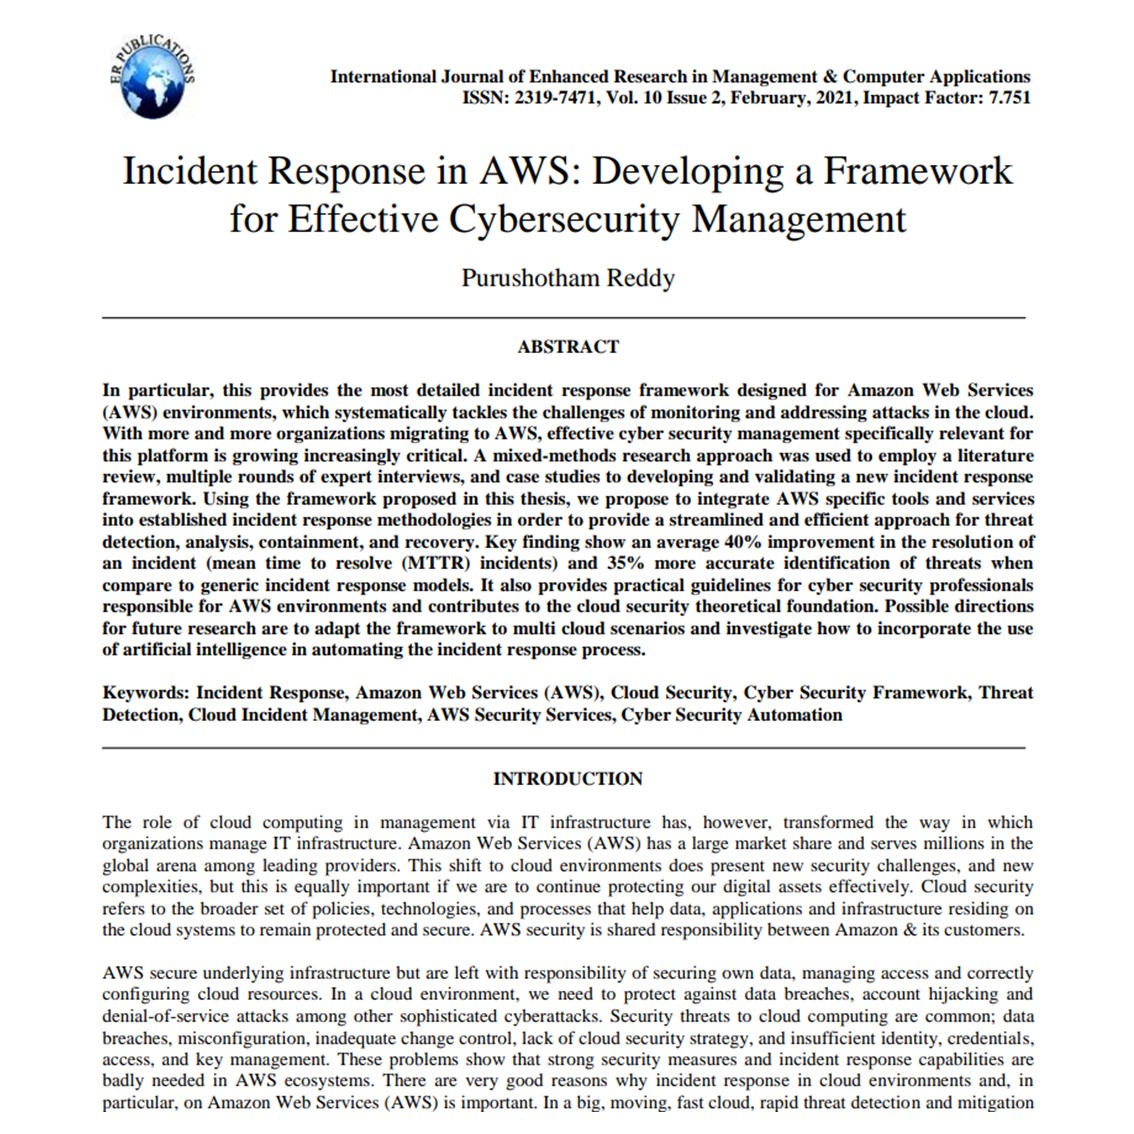 ER PUBLICATIONS
International Journal of Enhanced Research in Management & Computer Applications
ISSN: 2319-7471, Vol. 10 Issue 2, February, 2021, Impact Factor: 7.751
Incident Response in AWS: Developing a Framework
for Effective Cybersecurity Management
Purushotham Reddy
ABSTRACT
In particular, this provides the most detailed incident response framework designed for Amazon Web Services
(AWS) environments, which systematically tackles the challenges of monitoring and addressing attacks in the cloud.
With more and more organizations migrating to AWS, effective cyber security management specifically relevant for
this platform is growing increasingly critical. A mixed-methods research approach was used to employ a literature
review, multiple rounds of expert interviews, and case studies to developing and validating a new incident response
framework. Using the framework proposed in this thesis, we propose to integrate AWS specific tools and services
into established incident response methodologies in order to provide a streamlined and efficient approach for threat
detection, analysis, containment, and recovery. Key finding show an average 40% improvement in the resolution of
an incident (mean time to resolve (MTTR) incidents) and 35% more accurate identification of threats when
compare to generic incident response models. It also provides practical guidelines for cyber security professionals
responsible for AWS environments and contributes to the cloud security theoretical foundation. Possible directions
for future research are to adapt the framework to multi cloud scenarios and investigate how to incorporate the use
of artificial intelligence in automating the incident response process.
Keywords: Incident Response, Amazon Web Services (AWS), Cloud Security, Cyber Security Framework, Threat
Detection, Cloud Incident Management, AWS Security Services, Cyber Security Automation
INTRODUCTION
The role of cloud computing in management via IT infrastructure has, however, transformed the way in which
organizations manage IT infrastructure. Amazon Web Services (AWS) has a large market share and serves millions in the
global arena among leading providers. This shift to cloud environments does present new security challenges, and new
complexities, but this is equally important if we are to continue protecting our digital assets effectively. Cloud security
refers to the broader set of policies, technologies, and processes that help data, applications and infrastructure residing on
the cloud systems to remain protected and secure. AWS security is shared responsibility between Amazon & its customers.
AWS secure underlying infrastructure but are left with responsibility of securing own data, managing access and correctly
configuring cloud resources. In a cloud environment, we need to protect against data breaches, account hijacking and
denial-of-service attacks among other sophisticated cyberattacks. Security threats to cloud computing are common; data
breaches, misconfiguration, inadequate change control, lack of cloud security strategy, and insufficient identity, credentials,
access, and key management. These problems show that strong security measures and incident response capabilities are
badly needed in AWS ecosystems. There are very good reasons why incident response in cloud environments and, in
particular, on Amazon Web Services (AWS) is important. In a big, moving, fast cloud, rapid threat detection and mitigation